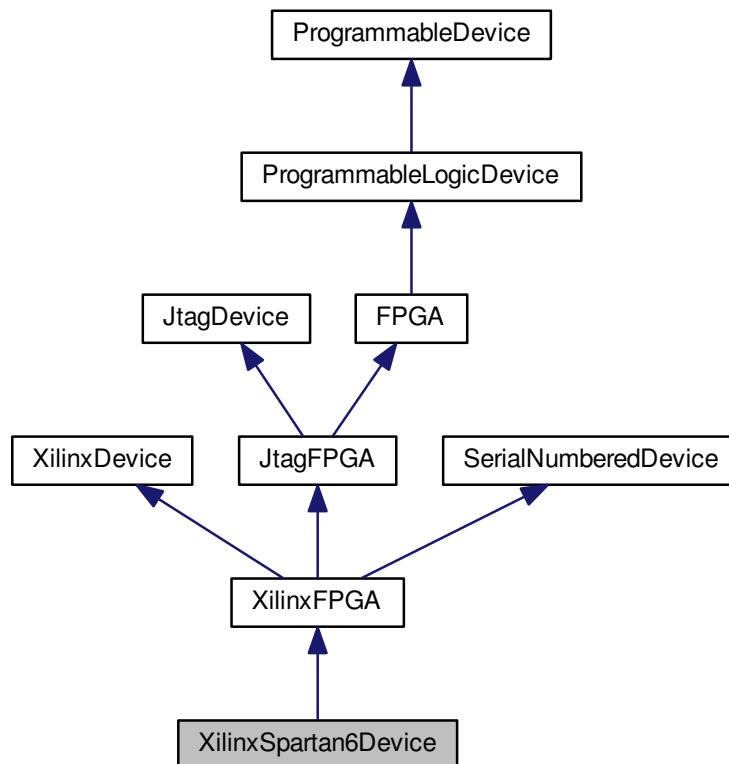 ProgrammableDevice
ProgrammableLogicDevice
JtagDevice
FPGA
XilinxDevice
JtagFPGA
SerialNumberedDevice
XilinxFPGA
XilinxSpartan6Device